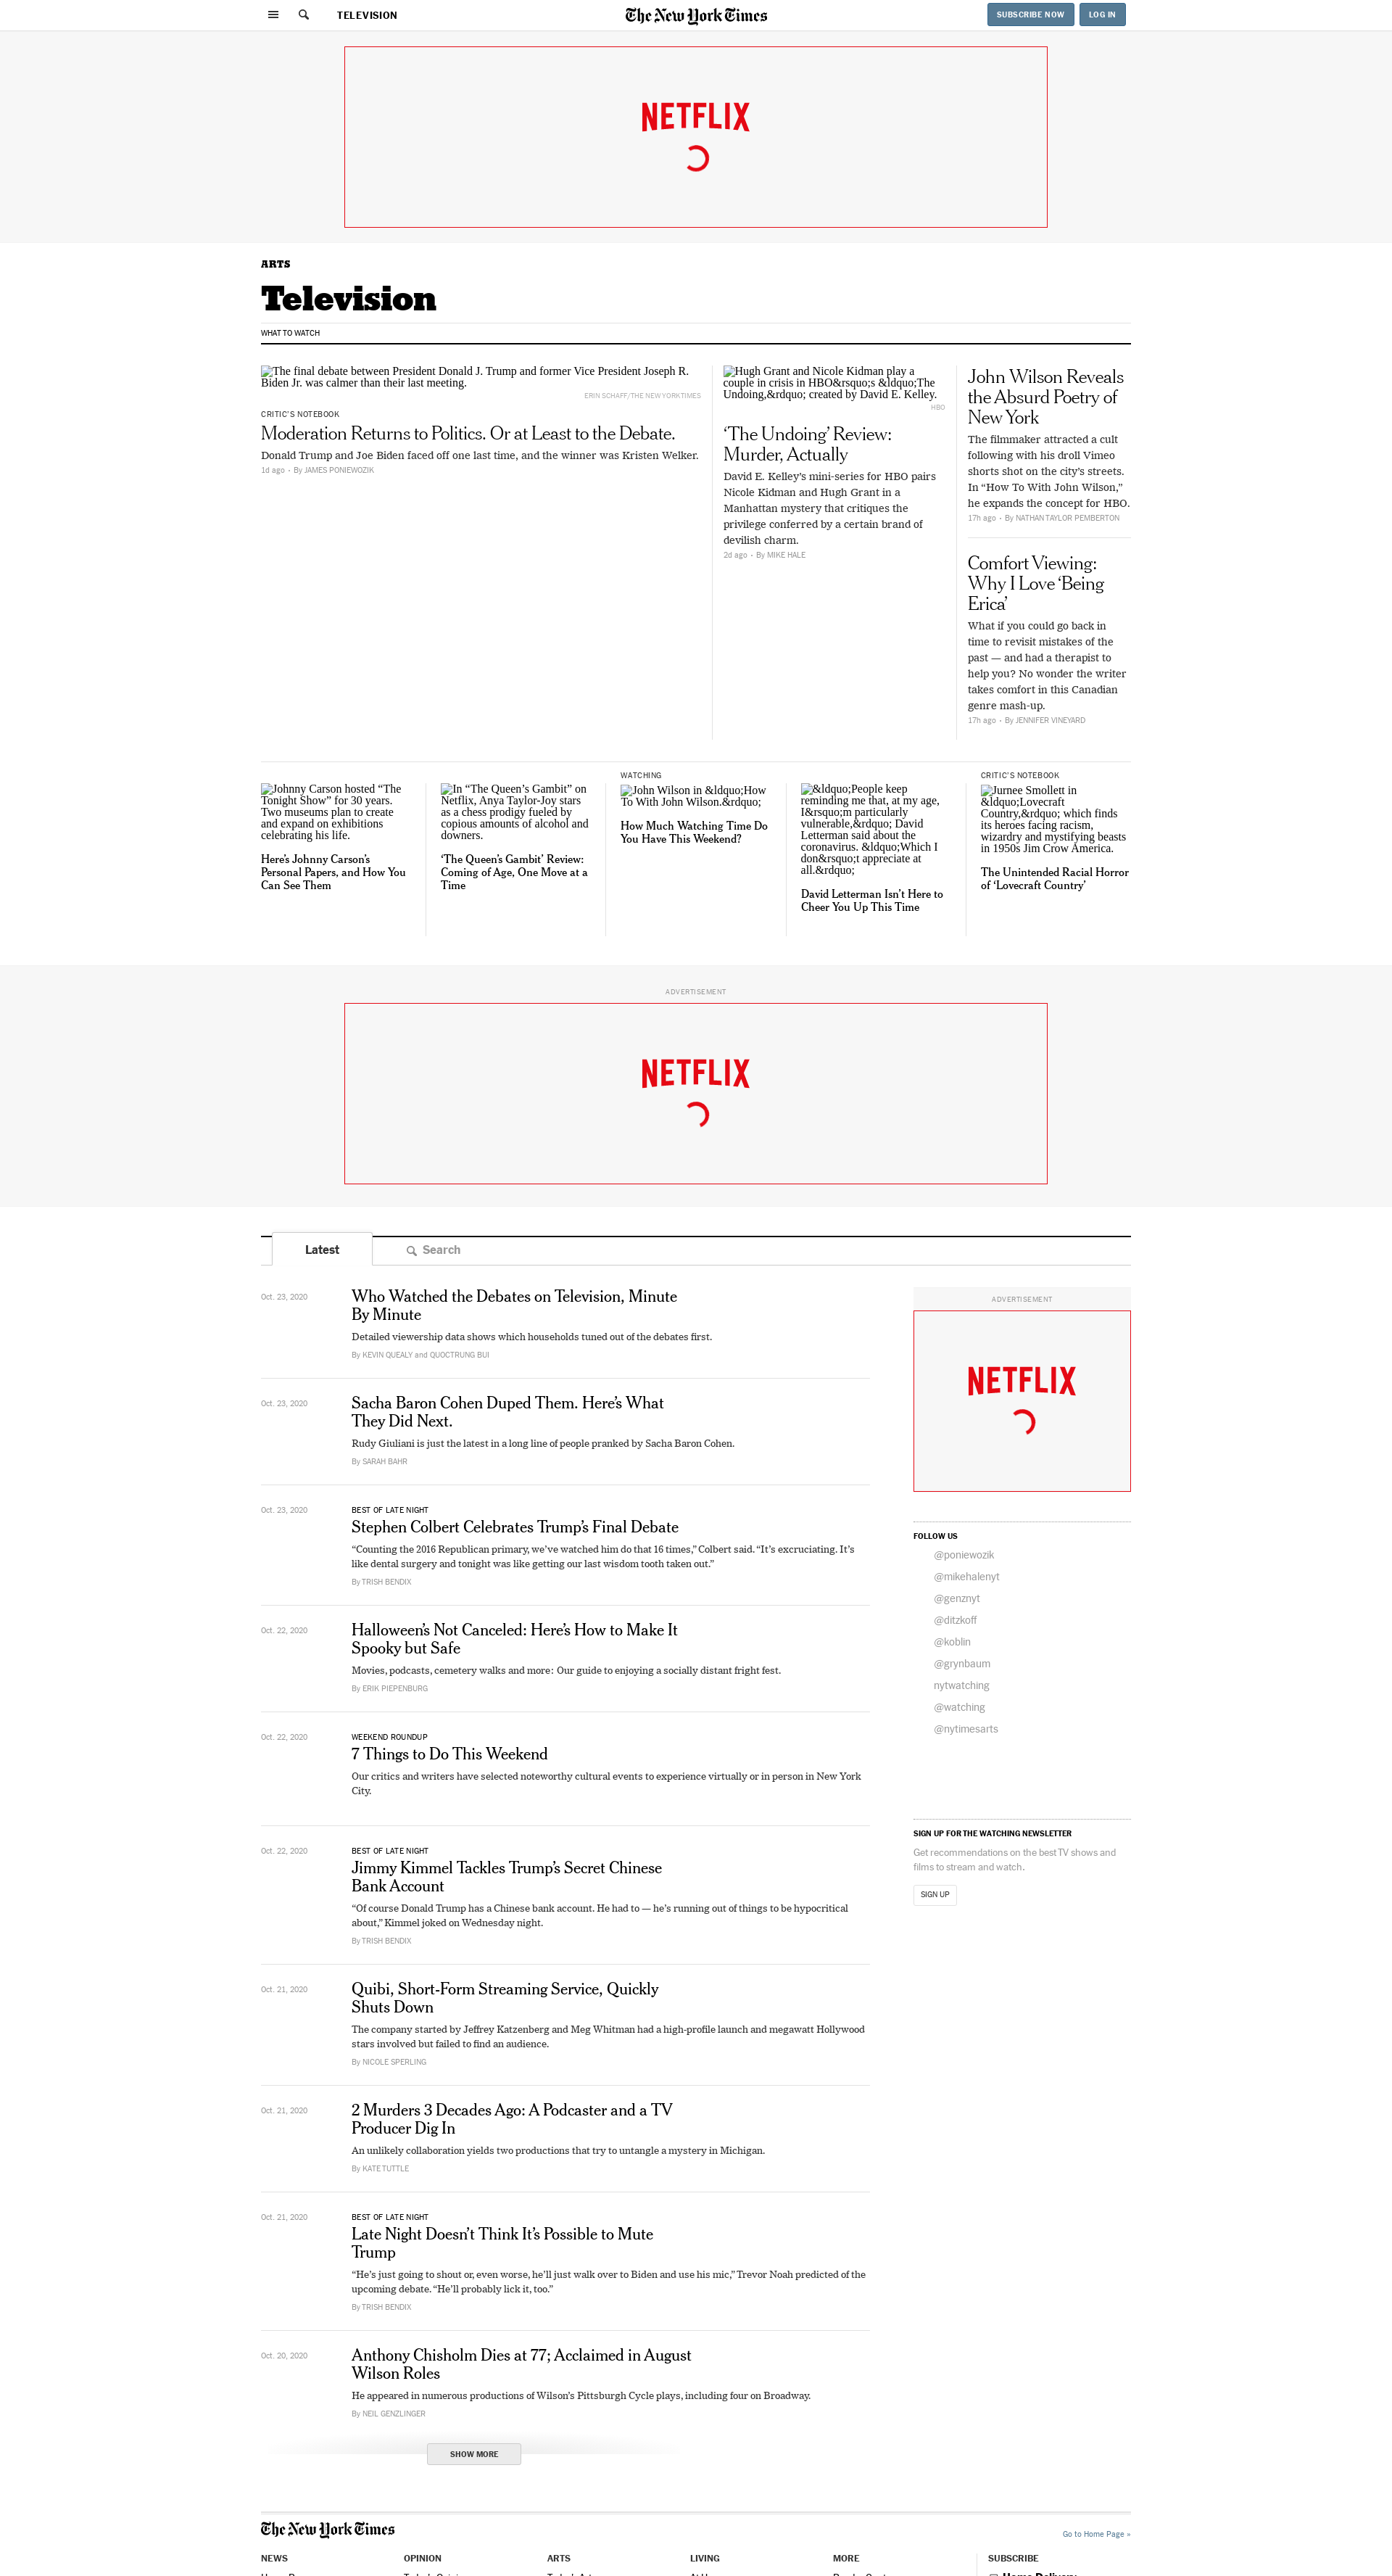 TELEVISION
The New York Times
SUBSCRIBE NOW
LOG IN
NETFLIX
ARTS
Television
WHAT TO WATCH
The final debate between President Donald J. Trump and former Vice President Joseph R.
Biden Jr. was calmer than their last meeting.
ERIN SCHAFF/THE NEW YORK TIMES
CRITIC'S NOTEBOOK
Moderation Returns to Politics. Or at Least to the Debate.
Donald Trump and Joe Biden faced off one last time, and the winner was Kristen Welker.
1d ago • By JAMES PONIEWOZIK
Hugh Grant and Nicole Kidman play a
couple in crisis in HBO&rsquo;s &ldquo;The
Undoing,&rdquo; created by David E. Kelley.
HBO
‘The Undoing’ Review:
Murder, Actually
David E. Kelley’s mini-series for HBO pairs
Nicole Kidman and Hugh Grant in a
Manhattan mystery that critiques the
privilege conferred by a certain brand of
devilish charm.
2d ago • By MIKE HALE
John Wilson Reveals
the Absurd Poetry of
New York
The filmmaker attracted a cult
following with his droll Vimeo
shorts shot on the city’s streets.
In “How To With John Wilson,”
he expands the concept for HBO.
17h ago • By NATHAN TAYLOR PEMBERTON
Comfort Viewing:
Why I Love ‘Being
Erica’
What if you could go back in
time to revisit mistakes of the
past — and had a therapist to
help you? No wonder the writer
takes comfort in this Canadian
genre mash-up.
17h ago • By JENNIFER VINEYARD
Johnny Carson hosted “The
Tonight Show” for 30 years.
Two museums plan to create
and expand on exhibitions
celebrating his life.
Here’s Johnny Carson’s
Personal Papers, and How You
Can See Them
In “The Queen’s Gambit” on
Netflix, Anya Taylor-Joy stars
as a chess prodigy fueled by
copious amounts of alcohol and
downers.
‘The Queen’s Gambit’ Review:
Coming of Age, One Move at a
Time
WATCHING
John Wilson in &ldquo;How
To With John Wilson.&rdquo;
How Much Watching Time Do
You Have This Weekend?
&ldquo;People keep
reminding me that, at my age,
I&rsquo;m particularly
vulnerable,&rdquo; David
Letterman said about the
coronavirus. &ldquo;Which I
don&rsquo;t appreciate at
all.&rdquo;
David Letterman Isn’t Here to
Cheer You Up This Time
CRITIC'S NOTEBOOK
Jurnee Smollett in
&ldquo;Lovecraft
Country,&rdquo; which finds
its heroes facing racism,
wizardry and mystifying beasts
in 1950s Jim Crow America.
The Unintended Racial Horror
of ‘Lovecraft Country’
ADVERTISEMENT
NETFLIX
Latest
Search
Oct. 23, 2020
Who Watched the Debates on Television, Minute
By Minute
Detailed viewership data shows which households tuned out of the debates first.
By KEVIN QUEALY and QUOCTRUNG BUI
Oct. 23, 2020
Sacha Baron Cohen Duped Them. Here’s What
They Did Next.
Rudy Giuliani is just the latest in a long line of people pranked by Sacha Baron Cohen.
By SARAH BAHR
Oct. 23, 2020
BEST OF LATE NIGHT
Stephen Colbert Celebrates Trump’s Final Debate
“Counting the 2016 Republican primary, we’ve watched him do that 16 times,” Colbert said. “It’s excruciating. It’s
like dental surgery and tonight was like getting our last wisdom tooth taken out.”
By TRISH BENDIX
Oct. 22, 2020
Halloween’s Not Canceled: Here’s How to Make It
Spooky but Safe
Movies, podcasts, cemetery walks and more: Our guide to enjoying a socially distant fright fest.
By ERIK PIEPENBURG
Oct. 22, 2020
WEEKEND ROUNDUP
7 Things to Do This Weekend
Our critics and writers have selected noteworthy cultural events to experience virtually or in person in New York
City.
Oct. 22, 2020
BEST OF LATE NIGHT
Jimmy Kimmel Tackles Trump’s Secret Chinese
Bank Account
“Of course Donald Trump has a Chinese bank account. He had to — he’s running out of things to be hypocritical
about,” Kimmel joked on Wednesday night.
By TRISH BENDIX
Oct. 21, 2020
Quibi, Short-Form Streaming Service, Quickly
Shuts Down
The company started by Jeffrey Katzenberg and Meg Whitman had a high-profile launch and megawatt Hollywood
stars involved but failed to find an audience.
By NICOLE SPERLING
Oct. 21, 2020
2 Murders 3 Decades Ago: A Podcaster and a TV
Producer Dig In
An unlikely collaboration yields two productions that try to untangle a mystery in Michigan.
By KATE TUTTLE
Oct. 21, 2020
BEST OF LATE NIGHT
Late Night Doesn’t Think It’s Possible to Mute
Trump
“He’s just going to shout or, even worse, he’ll just walk over to Biden and use his mic,” Trevor Noah predicted of the
upcoming debate. “He’ll probably lick it, too.”
By TRISH BENDIX
Oct. 20, 2020
Anthony Chisholm Dies at 77; Acclaimed in August
Wilson Roles
He appeared in numerous productions of Wilson’s Pittsburgh Cycle plays, including four on Broadway.
By NEIL GENZLINGER
SHOW MORE
ADVERTISEMENT
NETFLIX
FOLLOW US
@poniewozik
@mikehalenyt
@genznyt
@ditzkoff
@koblin
@grynbaum
nytwatching
@watching
@nytimesarts
SIGN UP FOR THE WATCHING NEWSLETTER
Get recommendations on the best TV shows and
films to stream and watch.
SIGN UP
The New York Times
Go to Home Page »
NEWS
OPINION
ARTS
LIVING
MORE
SUBSCRIBE